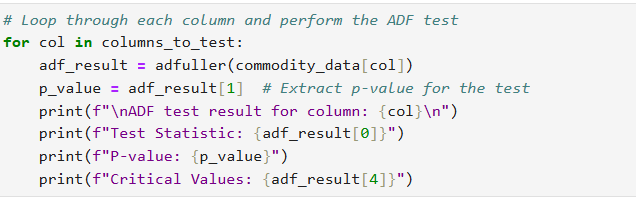 # Loop through each column and perform the ADF test
for col in columns_to_test:
    adf_result = adfuller(commodity_data[col])
    p_value = adf_result[1]  # Extract p-value for the test
    print(f"\nADF test result for column: {col}\n")
    print(f"Test Statistic: {adf_result[0]}")
    print(f"P-value: {p_value}")
    print(f"Critical Values: {adf_result[4]}")